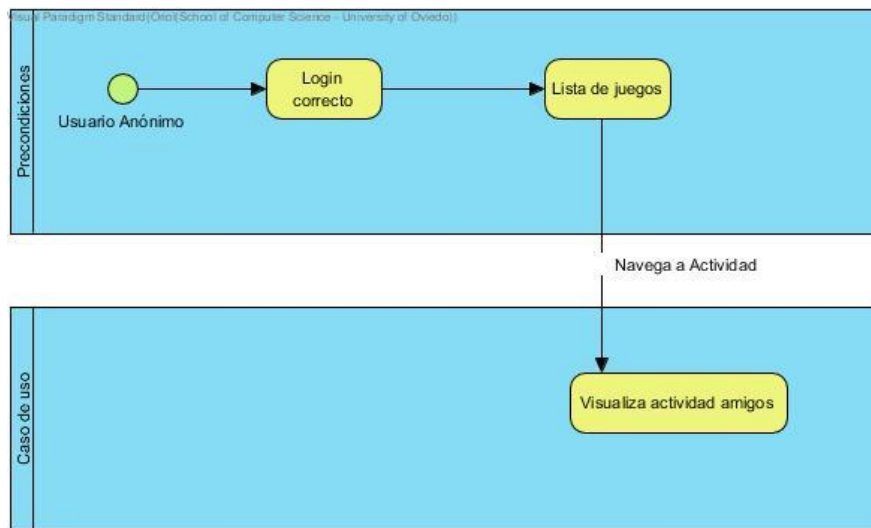 Visual Paradigm Standard(Oriol(School of Computer Science - University of Oviedo))
Precondiciones
Login
correcto
Lista de juegos
Usuario Anónimo
Navega a Actividad
Caso de uso
Visualiza actividad amigos